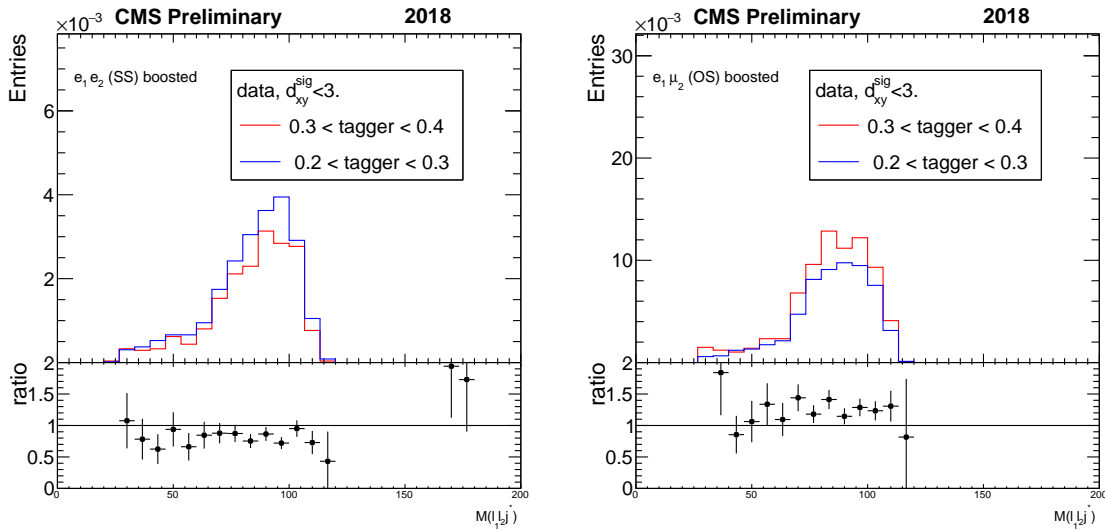 ×10⁻³ CMS Preliminary 2018
Entries
e₁ e₂ (SS) boosted
data, d_xy^sig<3.
0.3 < tagger < 0.4
0.2 < tagger < 0.3
6
4
2
0
ratio
2
1.5
1
0.5
0
0 50 100 150 200
M(l₁l₂j*)
×10⁻³ CMS Preliminary 2018
Entries
e₁ μ₂ (OS) boosted
data, d_xy^sig<3.
0.3 < tagger < 0.4
0.2 < tagger < 0.3
30
20
10
0
ratio
2
1.5
1
0.5
0
0 50 100 150 200
M(l₁l₂j*)